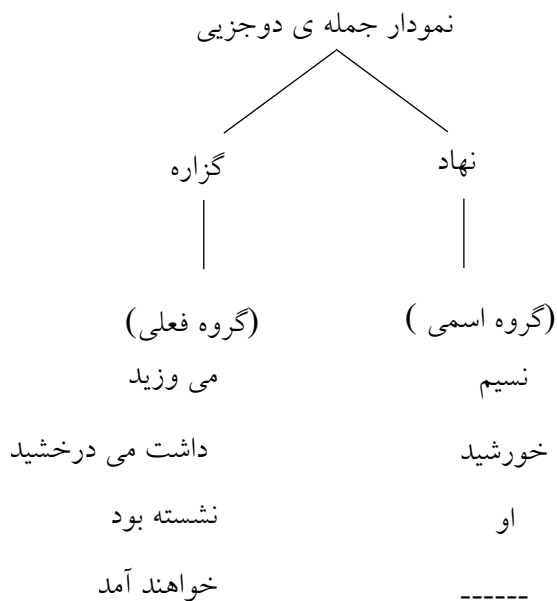 نمودار جمله ی دوجزیی
نهاد گزاره
(گروه اسمی ) (گروه فعلی)
نسیم می وزید
خورشید داشت می درخشید
او نشسته بود
------ خواهند آمد